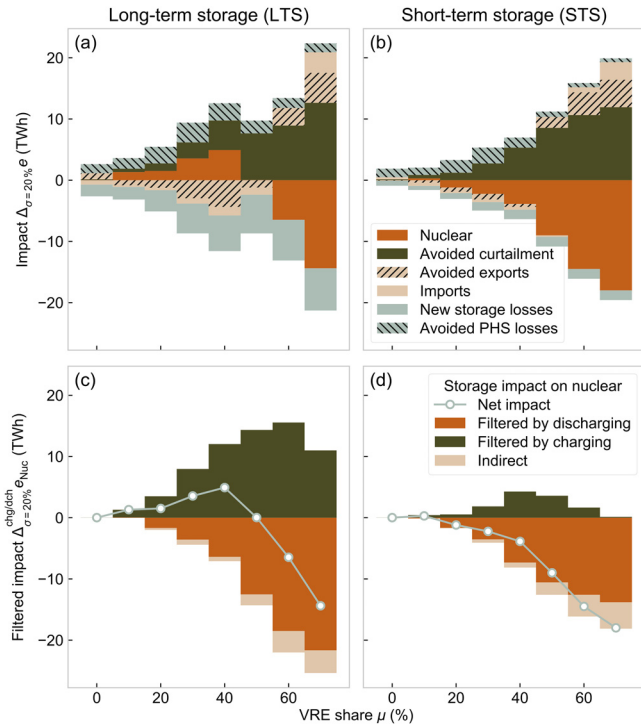 Long-term storage (LTS)
Short-term storage (STS)
(a)
(b)
20
10
0
−10
−20
Impact Δσ=20% e (TWh)
Nuclear
Avoided curtailment
Avoided exports
Imports
New storage losses
Avoided PHS losses
(c)
(d)
20
10
0
−10
−20
Filtered impact Δ^chg/dch σ=20% eNuc (TWh)
Storage impact on nuclear
Net impact
Filtered by discharging
Filtered by charging
Indirect
0 20 40 60
0 20 40 60
VRE share μ (%)